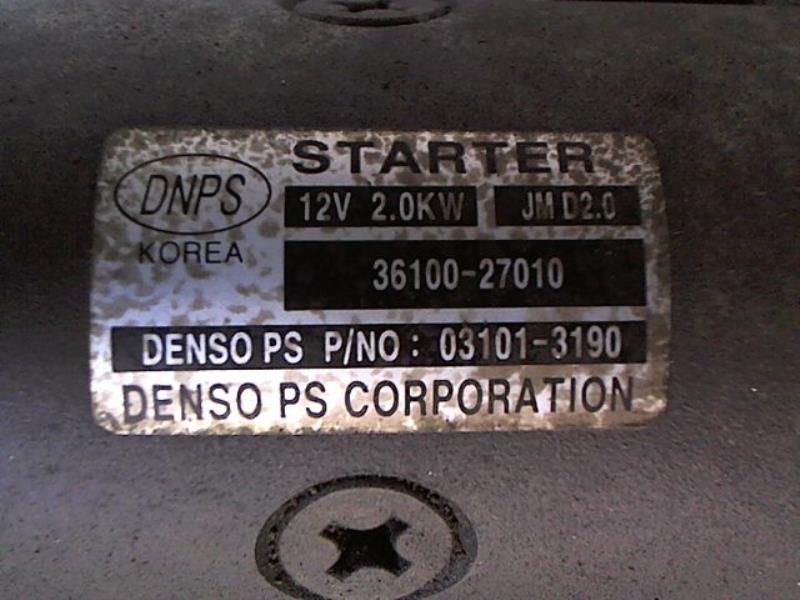 STARTER
DNPS
12V 2.0KW JM D2.0
KOREA
36100-27010
DENSO PS P/NO: 03101-3190
DENSO PS CORPORATION